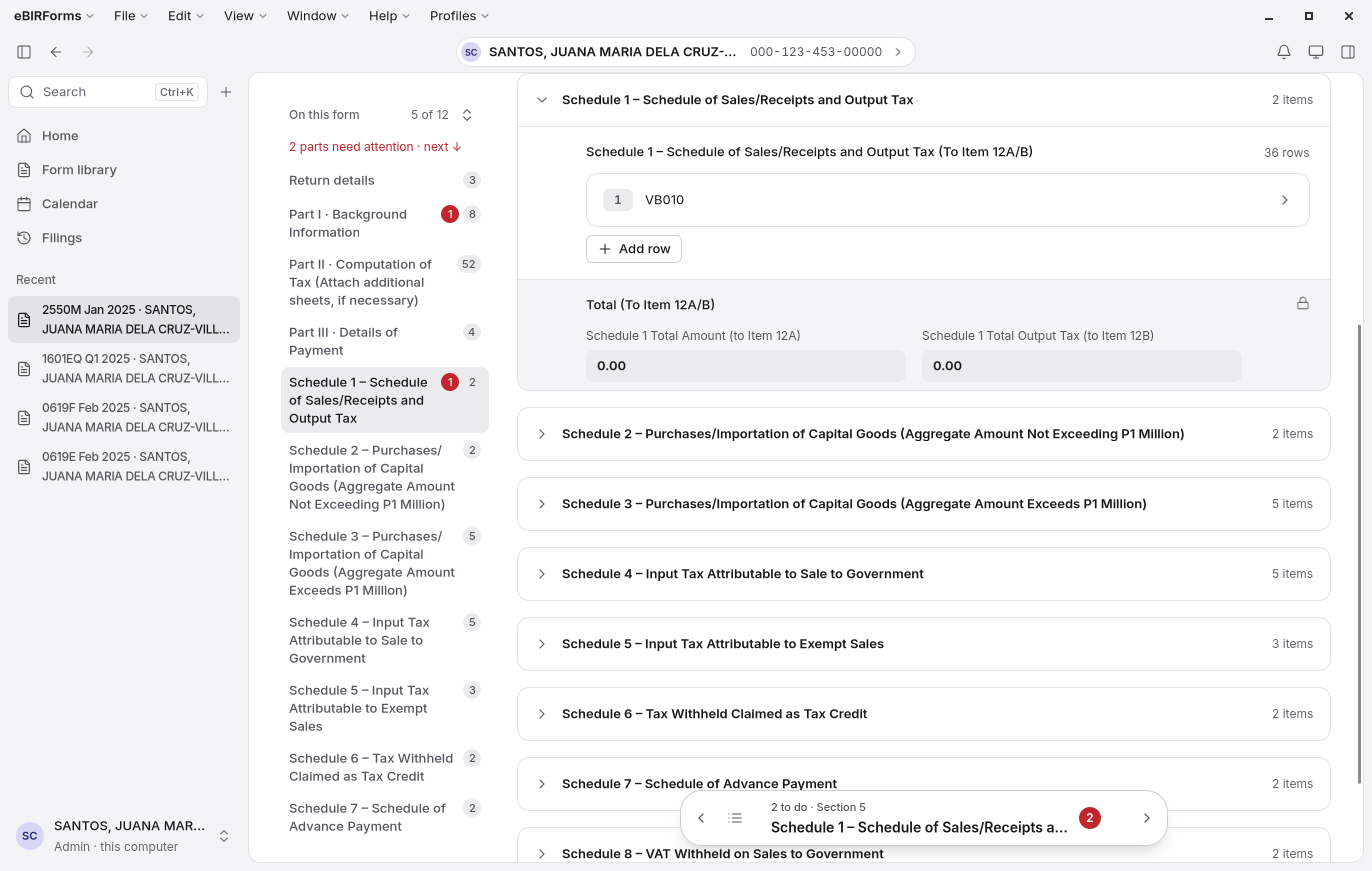 eBIRForms File Edit View Window Help Profiles
SC SANTOS, JUANA MARIA DELA CRUZ-... 000-123-453-00000
Search Ctrl+K
Home
Form library
Calendar
Filings
Recent
2550M Jan 2025 · SANTOS,
JUANA MARIA DELA CRUZ-VILL...
1601EQ Q1 2025 · SANTOS,
JUANA MARIA DELA CRUZ-VILL...
0619F Feb 2025 · SANTOS,
JUANA MARIA DELA CRUZ-VILL...
0619E Feb 2025 · SANTOS,
JUANA MARIA DELA CRUZ-VILL...
SC SANTOS, JUANA MAR...
Admin · this computer
On this form 5 of 12
2 parts need attention · next ↓
Return details 3
Part I · Background 1 8
Information
Part II · Computation of 52
Tax (Attach additional
sheets, if necessary)
Part III · Details of 4
Payment
Schedule 1 – Schedule 1 2
of Sales/Receipts and
Output Tax
Schedule 2 – Purchases/ 2
Importation of Capital
Goods (Aggregate Amount
Not Exceeding P1 Million)
Schedule 3 – Purchases/ 5
Importation of Capital
Goods (Aggregate Amount
Exceeds P1 Million)
Schedule 4 – Input Tax 5
Attributable to Sale to
Government
Schedule 5 – Input Tax 3
Attributable to Exempt
Sales
Schedule 6 – Tax Withheld 2
Claimed as Tax Credit
Schedule 7 – Schedule of 2
Advance Payment
Schedule 1 – Schedule of Sales/Receipts and Output Tax 2 items
Schedule 1 – Schedule of Sales/Receipts and Output Tax (To Item 12A/B) 36 rows
1 VB010
Add row
Total (To Item 12A/B)
Schedule 1 Total Amount (to Item 12A) Schedule 1 Total Output Tax (to Item 12B)
0.00 0.00
Schedule 2 – Purchases/Importation of Capital Goods (Aggregate Amount Not Exceeding P1 Million) 2 items
Schedule 3 – Purchases/Importation of Capital Goods (Aggregate Amount Exceeds P1 Million) 5 items
Schedule 4 – Input Tax Attributable to Sale to Government 5 items
Schedule 5 – Input Tax Attributable to Exempt Sales 3 items
Schedule 6 – Tax Withheld Claimed as Tax Credit 2 items
Schedule 7 – Schedule of Advance Payment 2 items
2 to do · Section 5
Schedule 1 – Schedule of Sales/Receipts a... 2
Schedule 8 – VAT Withheld on Sales to Government 2 items